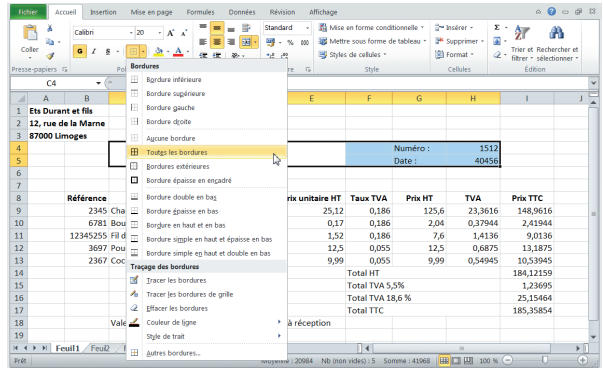 Fichier Accueil Insertion Mise en page Formules Données Révision Affichage
Calibri 20 A A Standard Mise en forme conditionnelle Insérer Σ
Coller G I S A % 000 Mettre sous forme de tableau Supprimer Trier et Rechercher et
Styles de cellules Format filtrer sélectionner
Presse-papiers Style Cellules Édition
C4
A B E F G H I J
Bordures
Bordure inférieure
Bordure supérieure
Bordure gauche
Bordure droite
Aucune bordure
Toutes les bordures
Bordures extérieures
Bordure épaisse en encadré
Bordure double en bas
Bordure épaisse en bas
Bordure en haut et en bas
Bordure simple en haut et épaisse en bas
Bordure simple en haut et double en bas
Traçage des bordures
Tracer les bordures
Tracer les bordures de grille
Effacer les bordures
Couleur de ligne
Style de trait
Autres bordures...
1 Ets Durant et fils
2 12, rue de la Marne
3 87000 Limoges
4 Numéro : 1512
5 Date : 40456
6
7
8 Référence rix unitaire HT Taux TVA Prix HT TVA Prix TTC
9 2345 Cha 25,12 0,186 125,6 23,3616 148,9616
10 6781 Bou 0,17 0,186 2,04 0,37944 2,41944
11 12345255 Fil d 1,52 0,186 7,6 1,4136 9,0136
12 3697 Pou 12,5 0,055 12,5 0,6875 13,1875
13 2367 Coc 9,99 0,055 9,99 0,54945 10,53945
14 Total HT 184,12159
15 Total TVA 5,5% 1,23695
16 Total TVA 18,6 % 25,15464
17 Total TTC 185,35854
18 Vale à réception
19
Feuil1 Feuil2
Prêt Moyenne : 20984 Nb (non vides) : 5 Somme : 41968 100 %